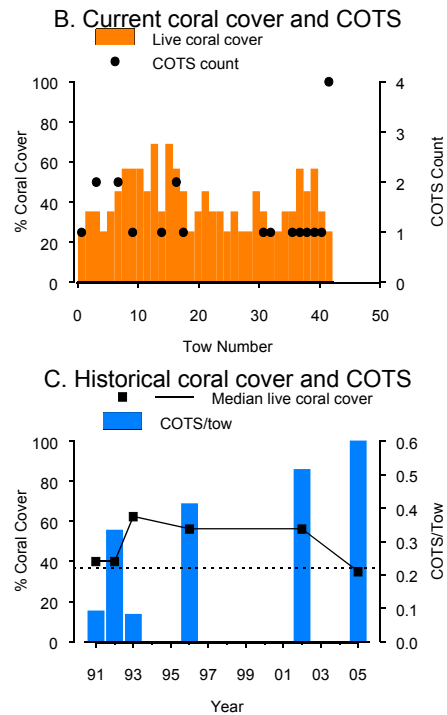 B. Current coral cover and COTS
Live coral cover
COTS count
100
80
60
40
20
0
% Coral Cover
4
3
2
1
0
COTS Count
0 10 20 30 40 50
Tow Number
C. Historical coral cover and COTS
Median live coral cover
COTS/tow
100
80
60
40
20
0
% Coral Cover
0.6
0.5
0.4
0.3
0.2
0.1
0.0
COTS/Tow
91 93 95 97 99 01 03 05
Year